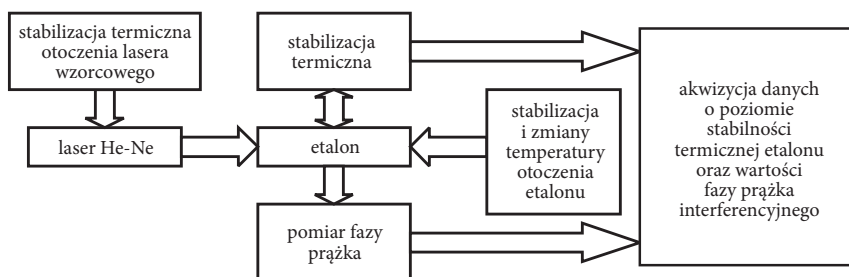 stabilizacja termiczna
otoczenia lasera
wzorcowego
stabilizacja
termiczna
akwizycja danych
o poziomie
stabilności
termicznej etalonu
oraz wartości
fazy prążka
interferencyjnego
laser He-Ne
etalon
stabilizacja
i zmiany
temperatury
otoczenia
etalonu
pomiar fazy
prążka